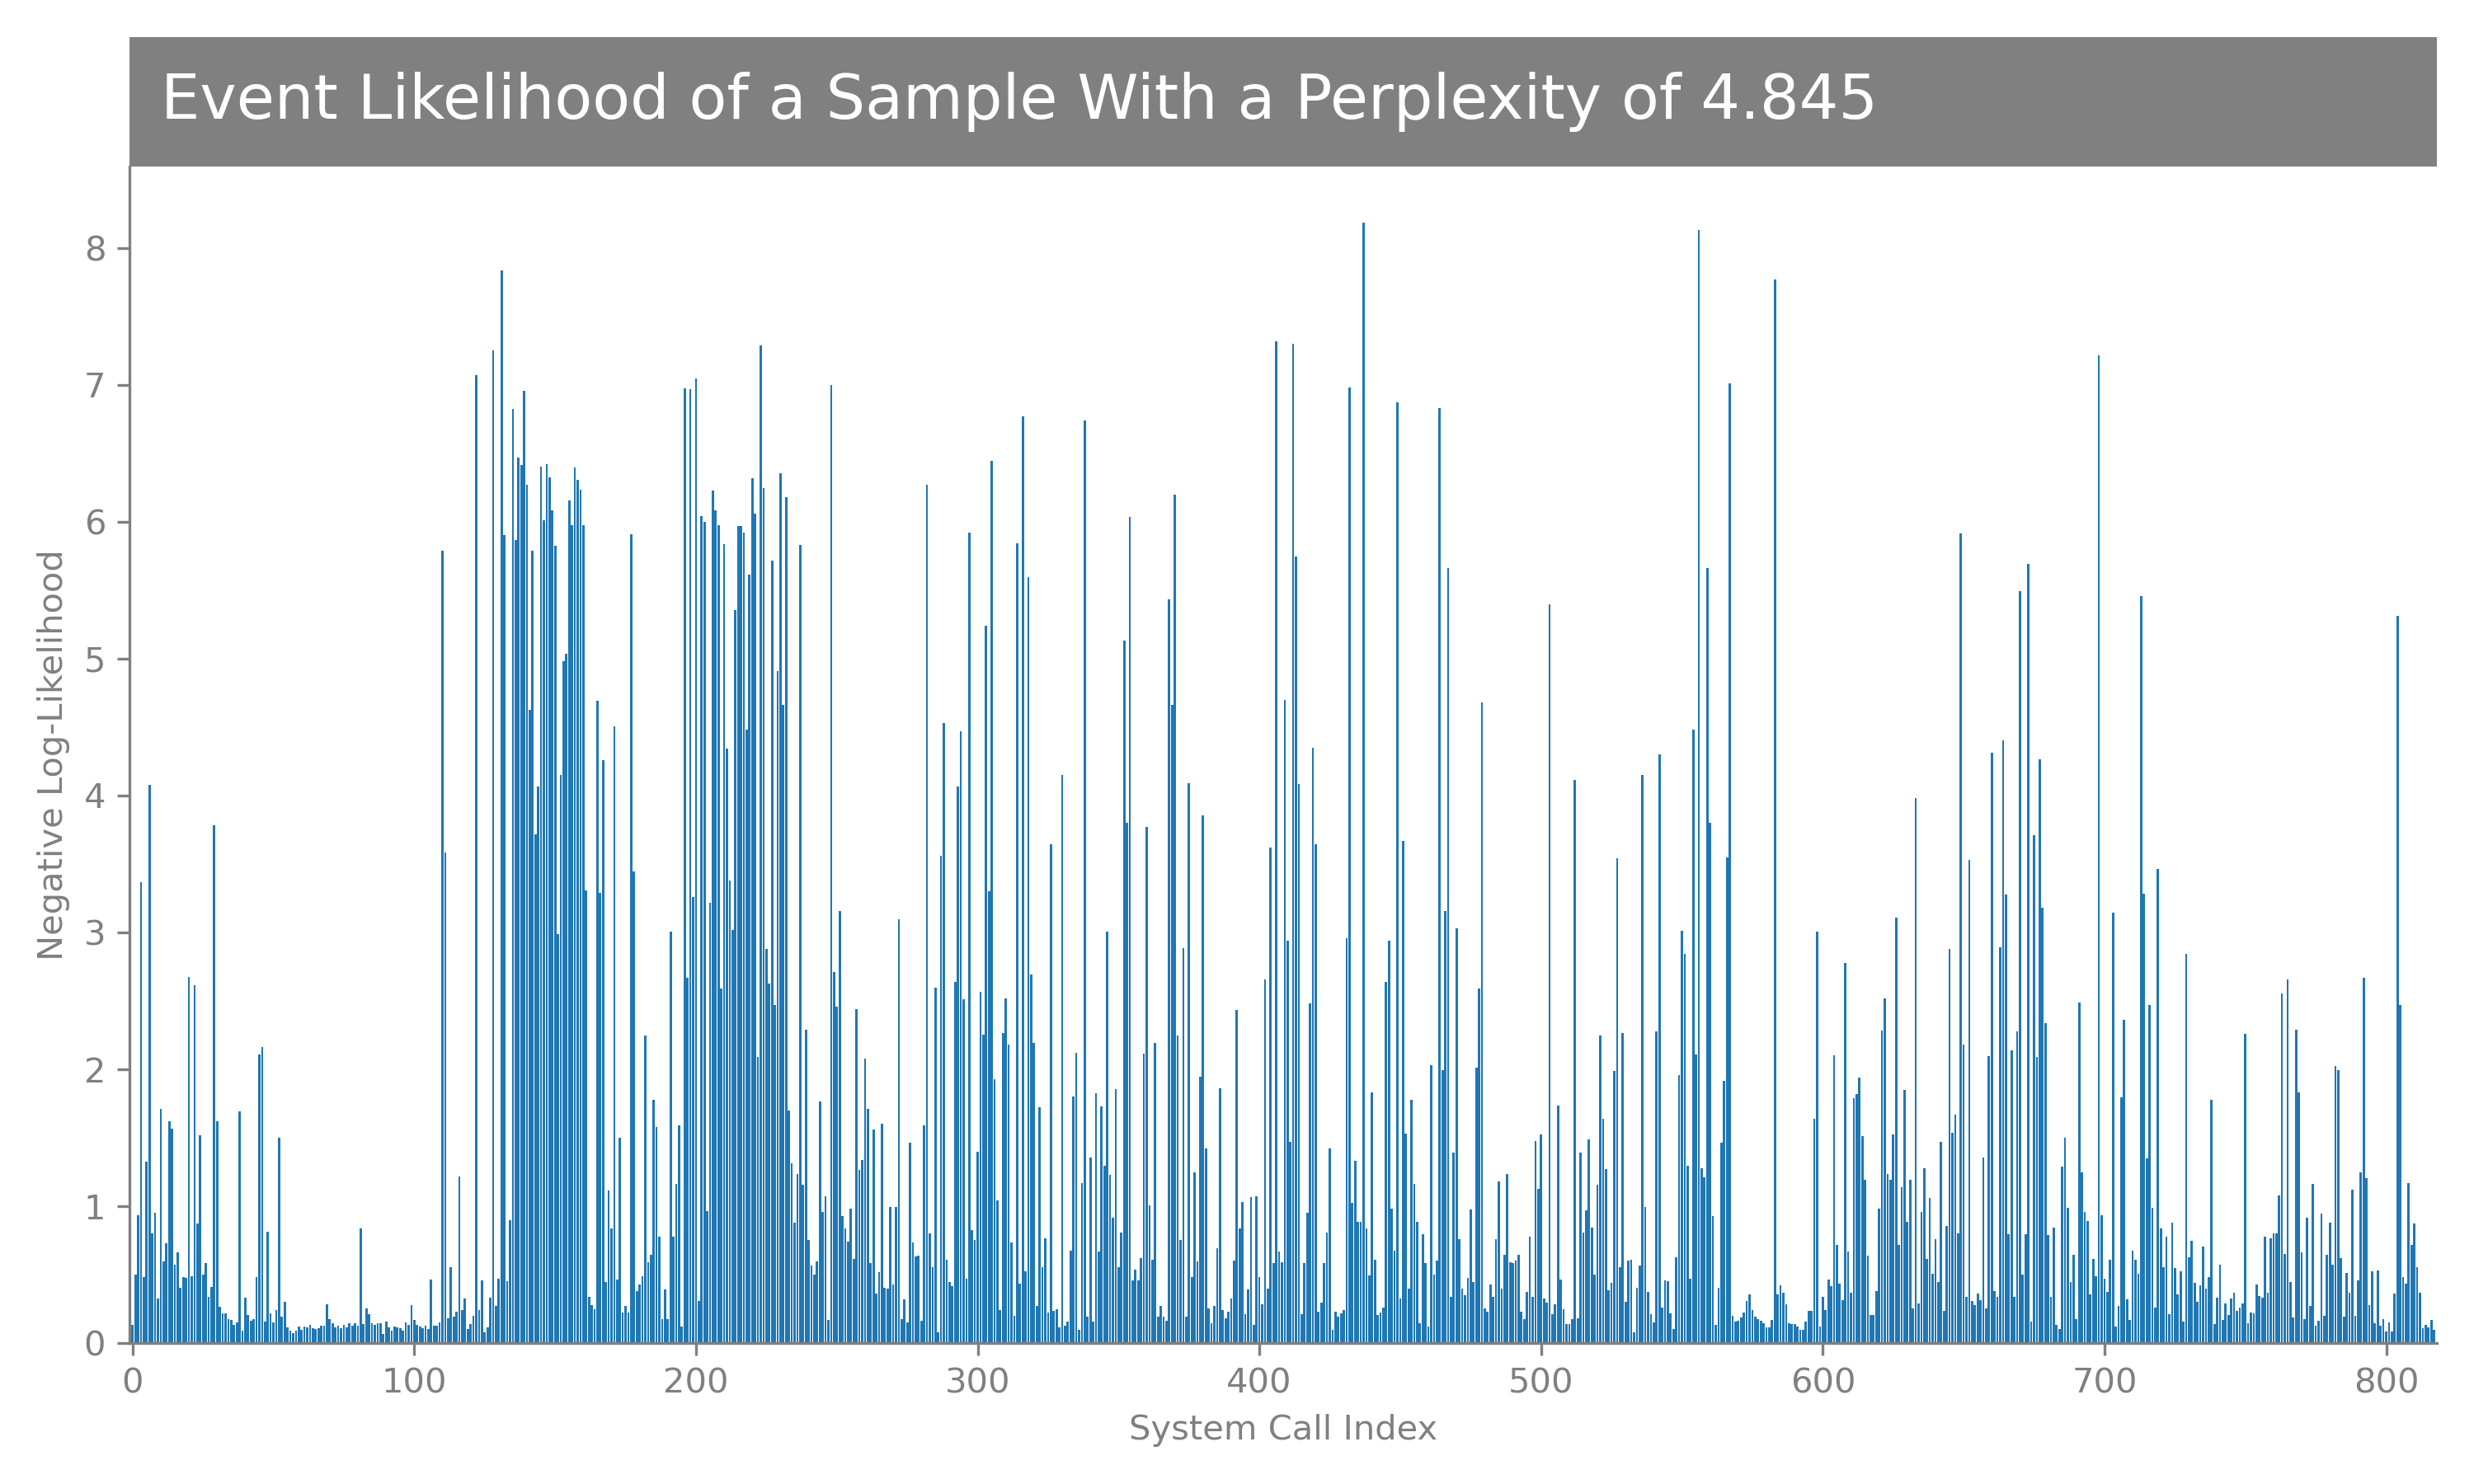 Event Likelihood of a Sample With a Perplexity of 4.845
8
7
6
5
4
3
2
1
0
Negative Log-Likelihood
0 100 200 300 400 500 600 700 800
System Call Index